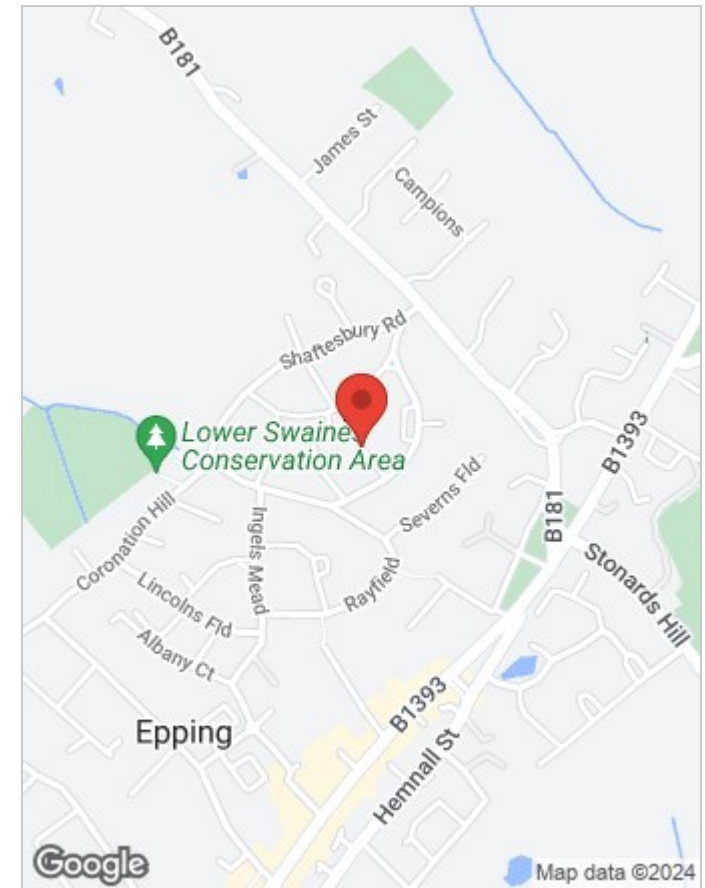 B181
James St
Campions
Shaftesbury Rd
B1393
Lower Swaines
Conservation Area
Severns Fld
B181
Coronation Hill
Ingels Mead
Stonards Hill
Lincolns Fld
Rayfield
Albany Ct
B1393
Epping
Hemnall St
Google
Map data ©2024